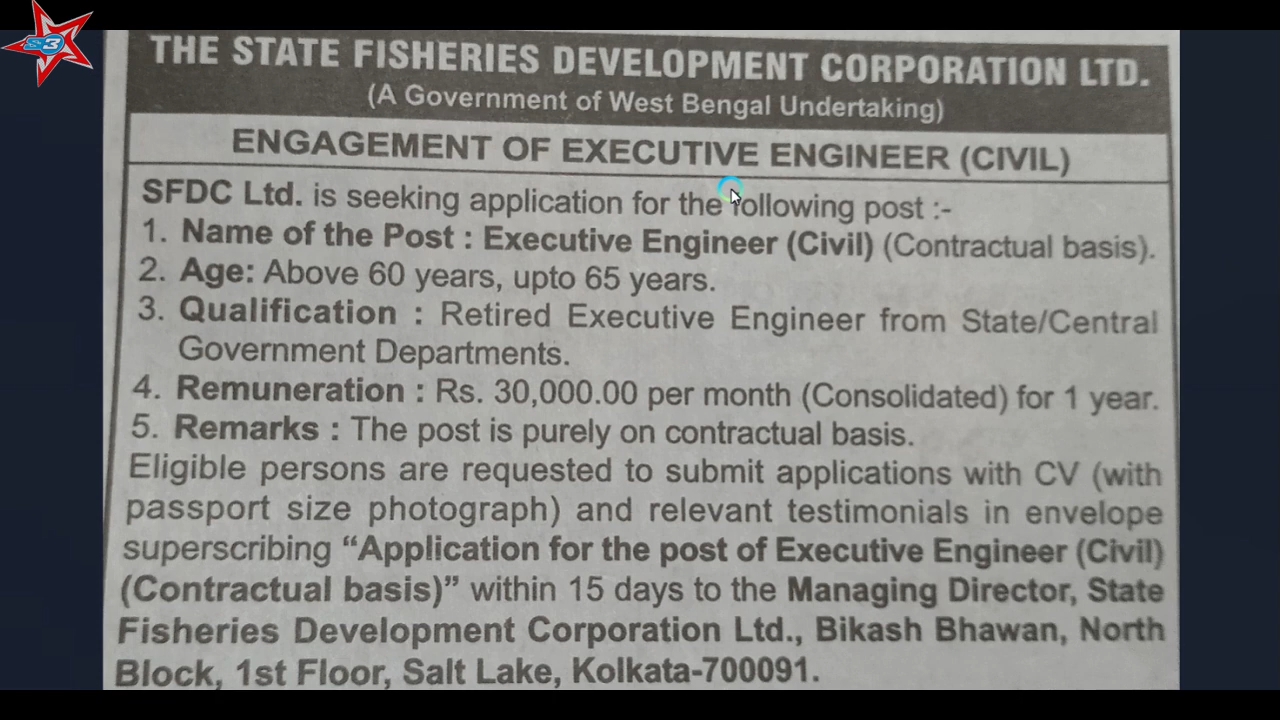 S3
THE STATE FISHERIES DEVELOPMENT CORPORATION LTD.
(A Government of West Bengal Undertaking)
ENGAGEMENT OF EXECUTIVE ENGINEER (CIVIL)
SFDC Ltd. is seeking application for the following post :-
1. Name of the Post : Executive Engineer (Civil) (Contractual basis).
2. Age: Above 60 years, upto 65 years.
3. Qualification : Retired Executive Engineer from State/Central
Government Departments.
4. Remuneration : Rs. 30,000.00 per month (Consolidated) for 1 year.
5. Remarks : The post is purely on contractual basis.
Eligible persons are requested to submit applications with CV (with
passport size photograph) and relevant testimonials in envelope
superscribing “Application for the post of Executive Engineer (Civil)
(Contractual basis)” within 15 days to the Managing Director, State
Fisheries Development Corporation Ltd., Bikash Bhawan, North
Block, 1st Floor, Salt Lake, Kolkata-700091.